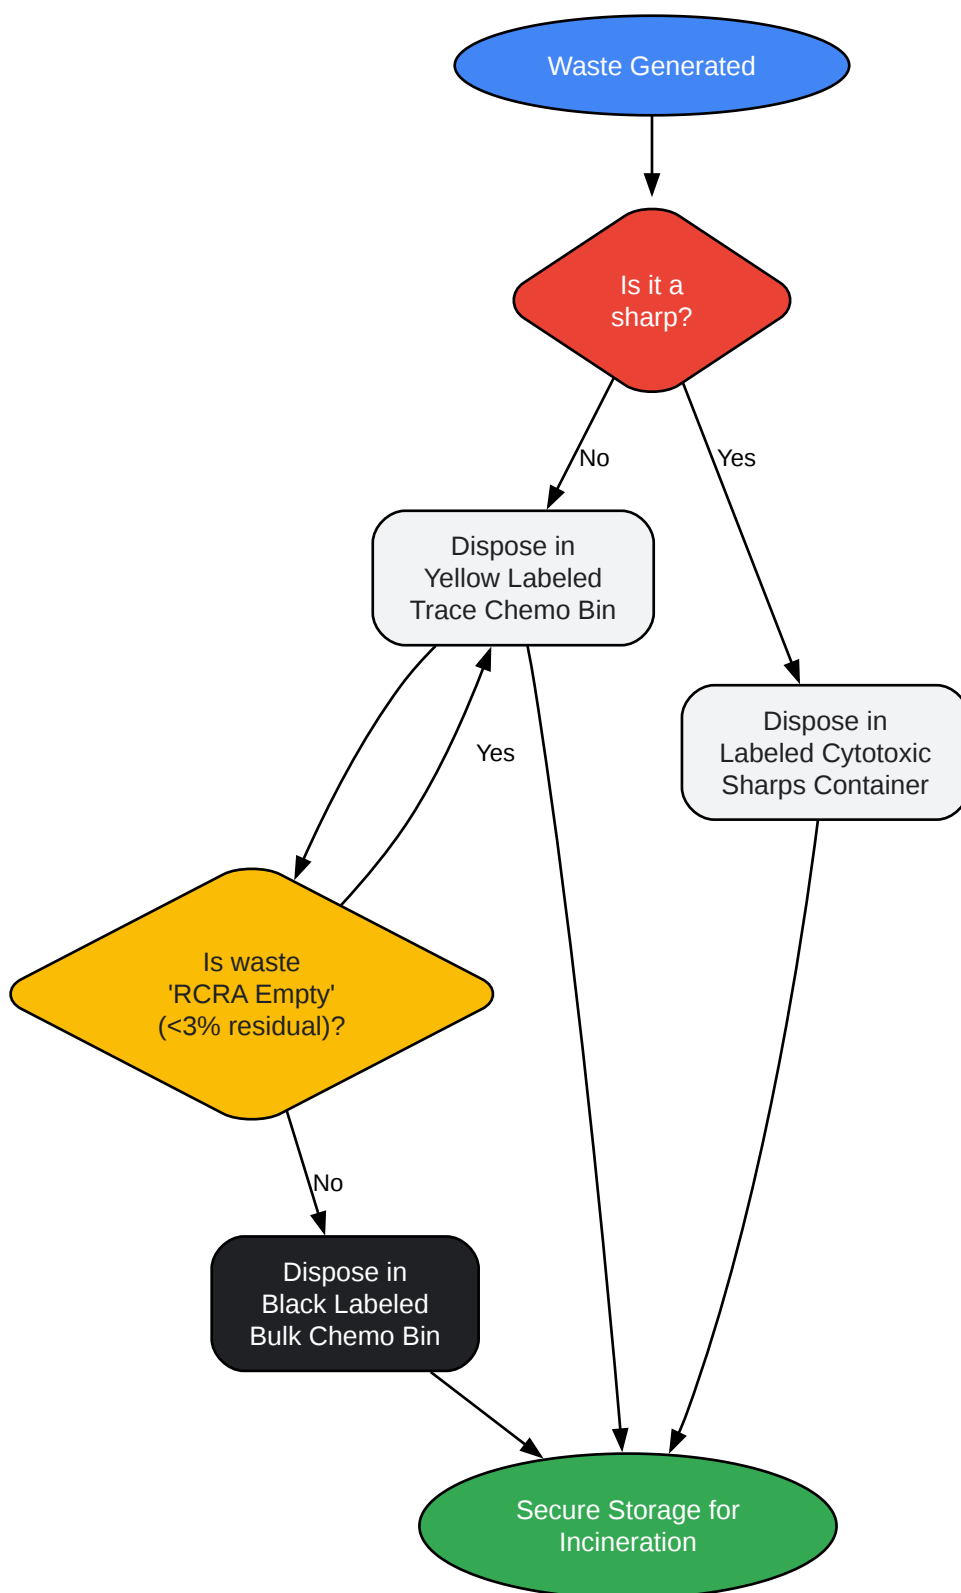 Waste Generated
Is it a
sharp?
No
Yes
Dispose in
Yellow Labeled
Trace Chemo Bin
Dispose in
Labeled Cytotoxic
Sharps Container
Yes
Is waste
'RCRA Empty'
(<3% residual)?
No
Dispose in
Black Labeled
Bulk Chemo Bin
Secure Storage for
Incineration